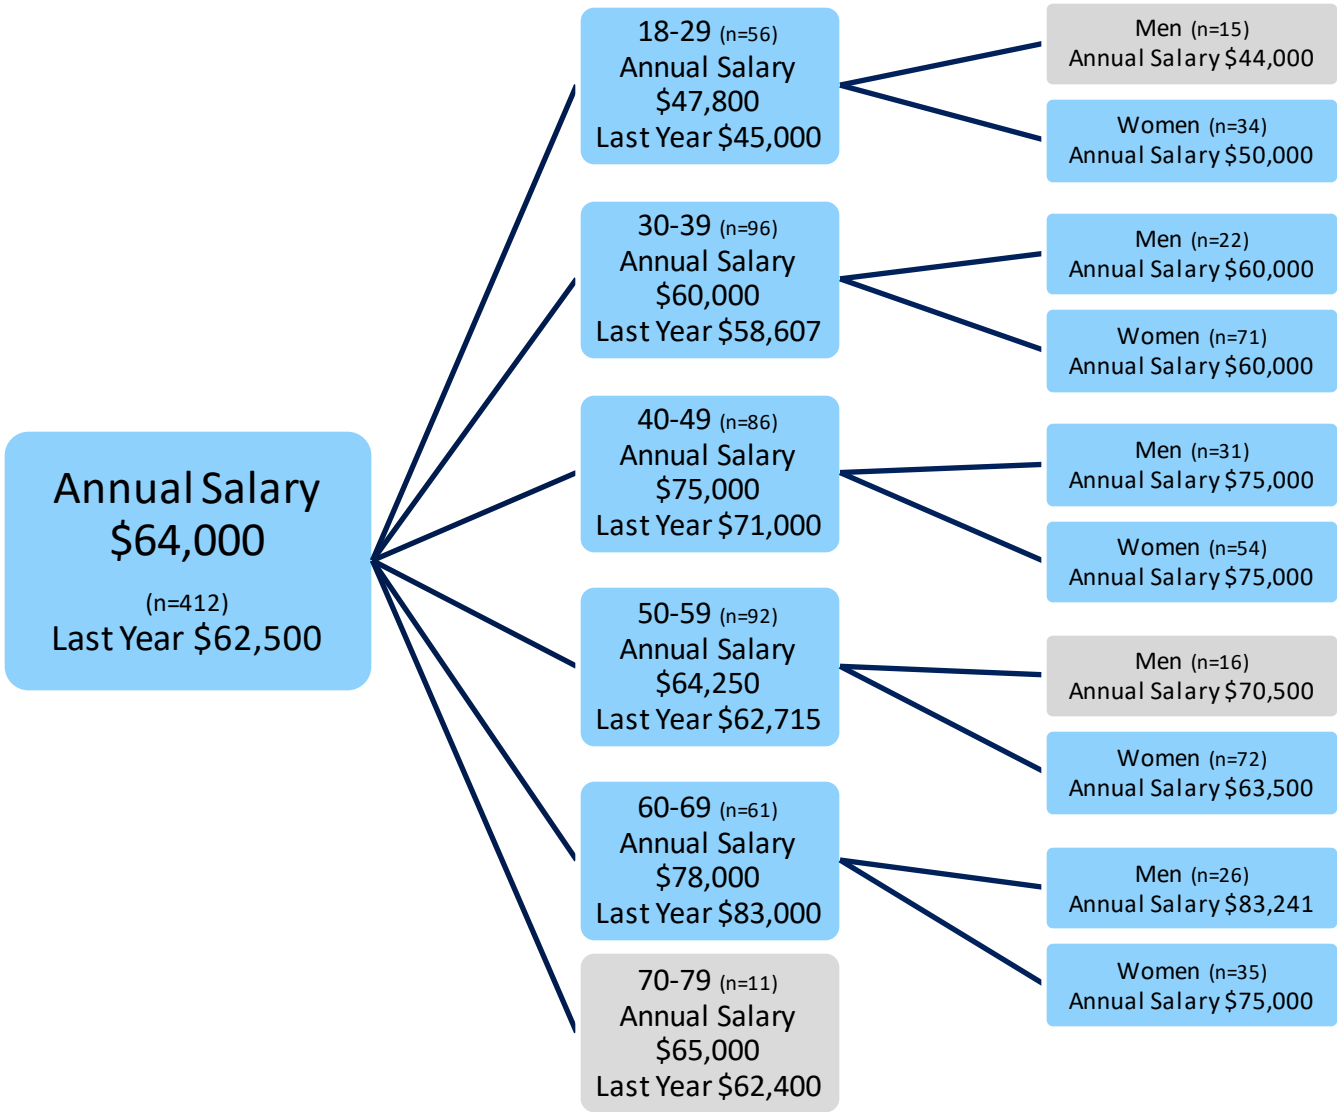 Annual Salary
$64,000
(n=412)
Last Year $62,500
18-29 (n=56)
Annual Salary
$47,800
Last Year $45,000
Men (n=15)
Annual Salary $44,000
Women (n=34)
Annual Salary $50,000
30-39 (n=96)
Annual Salary
$60,000
Last Year $58,607
Men (n=22)
Annual Salary $60,000
Women (n=71)
Annual Salary $60,000
40-49 (n=86)
Annual Salary
$75,000
Last Year $71,000
Men (n=31)
Annual Salary $75,000
Women (n=54)
Annual Salary $75,000
50-59 (n=92)
Annual Salary
$64,250
Last Year $62,715
Men (n=16)
Annual Salary $70,500
Women (n=72)
Annual Salary $63,500
60-69 (n=61)
Annual Salary
$78,000
Last Year $83,000
Men (n=26)
Annual Salary $83,241
Women (n=35)
Annual Salary $75,000
70-79 (n=11)
Annual Salary
$65,000
Last Year $62,400